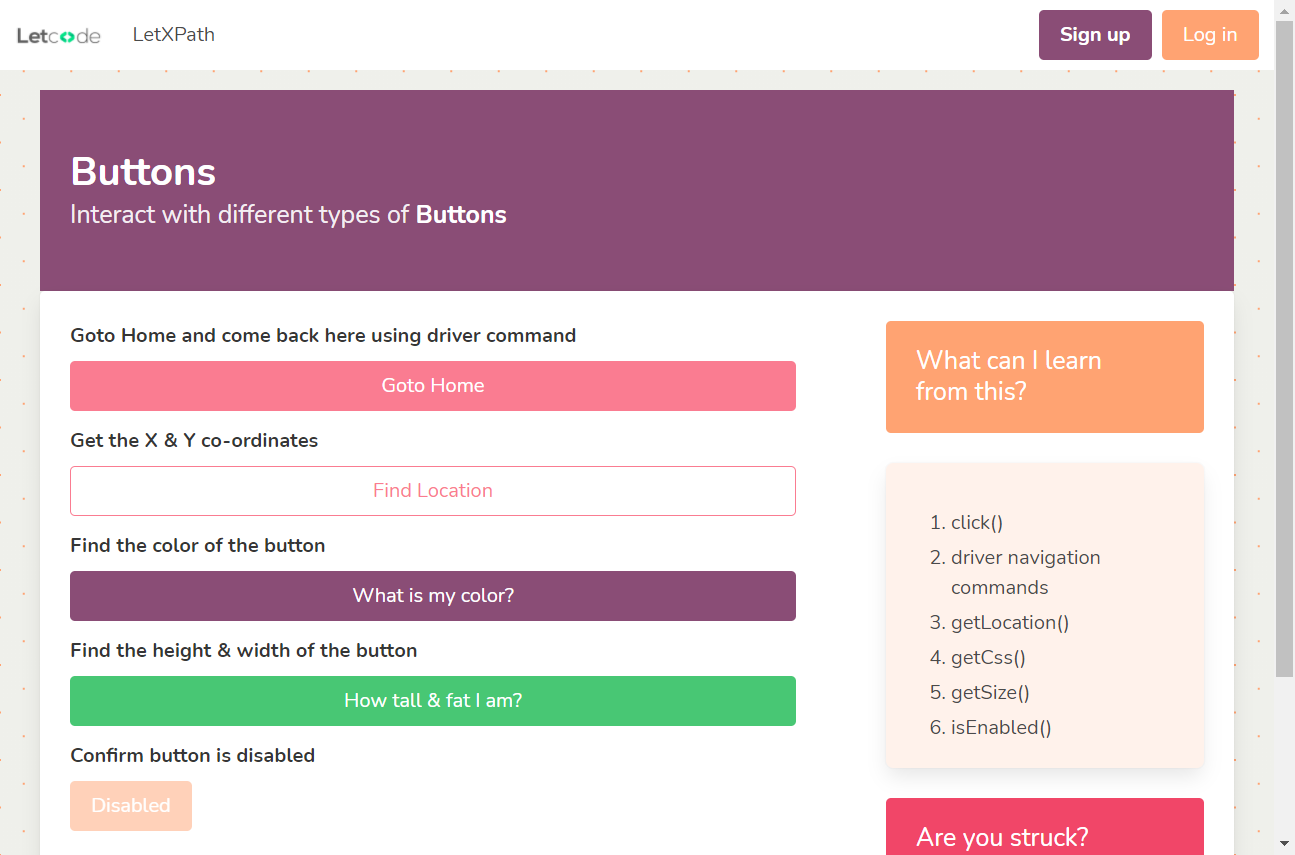 Letcode LetXPath Sign up Log in
Buttons
Interact with different types of Buttons
Goto Home and come back here using driver command
Goto Home
Get the X & Y co-ordinates
Find Location
Find the color of the button
What is my color?
Find the height & width of the button
How tall & fat I am?
Confirm button is disabled
Disabled
What can I learn
from this?
1. click()
2. driver navigation
commands
3. getLocation()
4. getCss()
5. getSize()
6. isEnabled()
Are you struck?